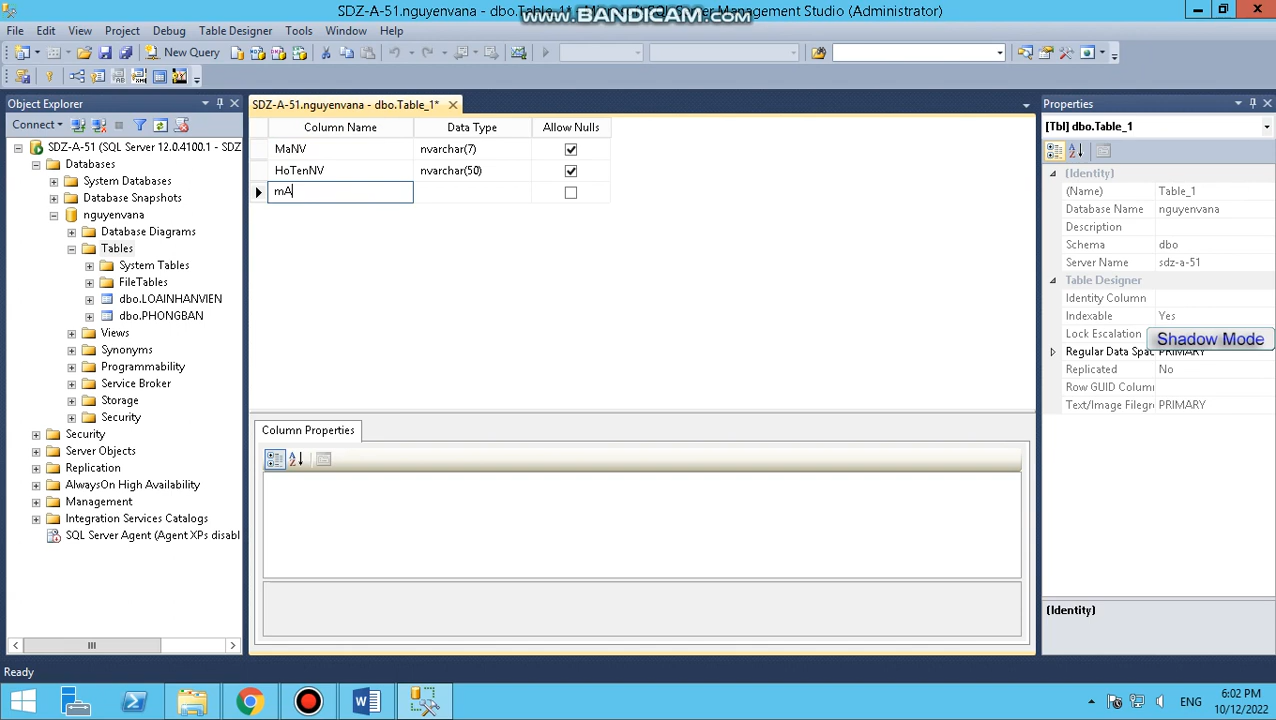 SDZ-A-51.nguyenvana - dbo.Table_1* - Microsoft SQL Server Management Studio (Administrator)
www.BANDICAM.com
File Edit View Project Debug Table Designer Tools Window Help
New Query
Object Explorer
SDZ-A-51.nguyenvana - dbo.Table_1*
Properties
Connect
[Tbl] dbo.Table_1
Column Name Data Type Allow Nulls
MaNV nvarchar(7)
HoTenNV nvarchar(50)
mA
SDZ-A-51 (SQL Server 12.0.4100.1 - SDZ
Databases
System Databases
Database Snapshots
nguyenvana
Database Diagrams
Tables
System Tables
FileTables
dbo.LOAINHANVIEN
dbo.PHONGBAN
Views
Synonyms
Programmability
Service Broker
Storage
Security
Security
Server Objects
Replication
AlwaysOn High Availability
Management
Integration Services Catalogs
SQL Server Agent (Agent XPs disabl
Column Properties
(Identity)
(Name) Table_1
Database Name nguyenvana
Description
Schema dbo
Server Name sdz-a-51
Table Designer
Identity Column
Indexable Yes
Lock Escalation
Shadow Mode
Regular Data Spac PRIMARY
Replicated No
Row GUID Column
Text/Image Filegr PRIMARY
(Identity)
Ready
ENG
6:02 PM
10/12/2022